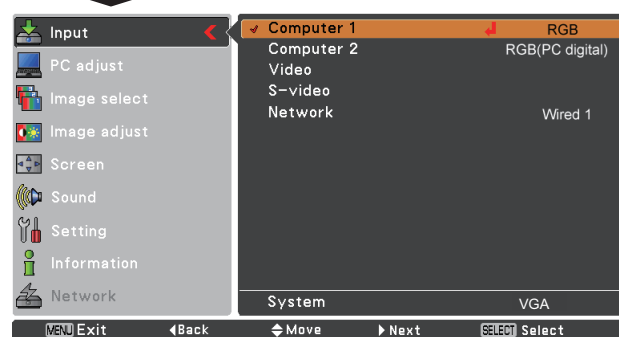 Input
PC adjust
Image select
Image adjust
Screen
Sound
Setting
Information
Network
Computer 1 RGB
Computer 2 RGB(PC digital)
Video
S-video
Network Wired 1
System VGA
MENU Exit Back Move Next SELECT Select